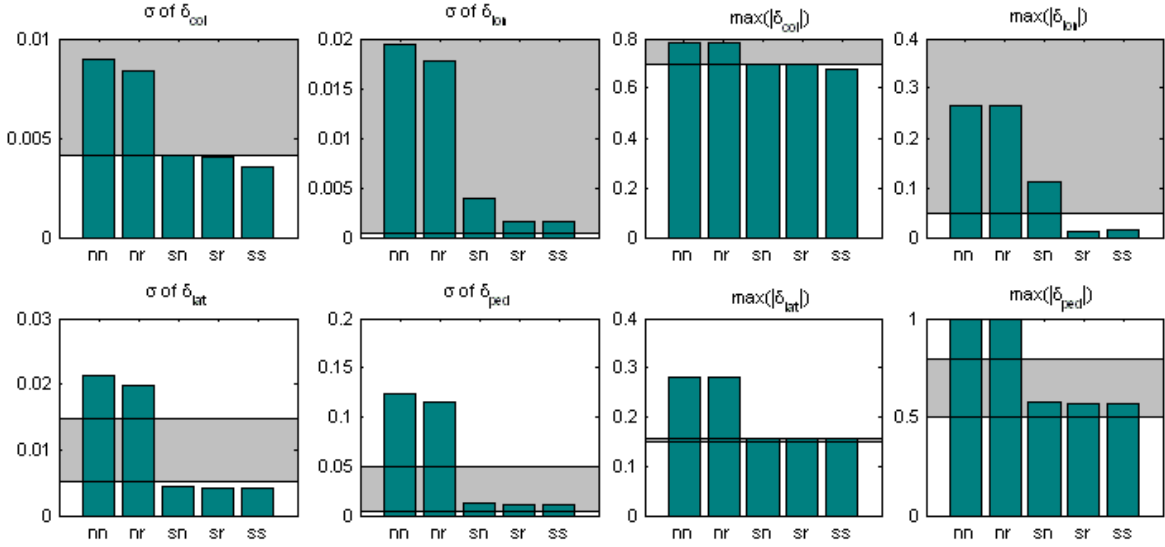 σ of δcol
0.01
0.005
0
nn nr sn sr ss
σ of δlon
0.02
0.015
0.01
0.005
0
nn nr sn sr ss
max(|δcol|)
0.8
0.6
0.4
0.2
0
nn nr sn sr ss
max(|δlon|)
0.4
0.3
0.2
0.1
0
nn nr sn sr ss
σ of δlat
0.03
0.02
0.01
0
nn nr sn sr ss
σ of δped
0.2
0.15
0.1
0.05
0
nn nr sn sr ss
max(|δlat|)
0.4
0.3
0.2
0.1
0
nn nr sn sr ss
max(|δped|)
1
0.5
0
nn nr sn sr ss